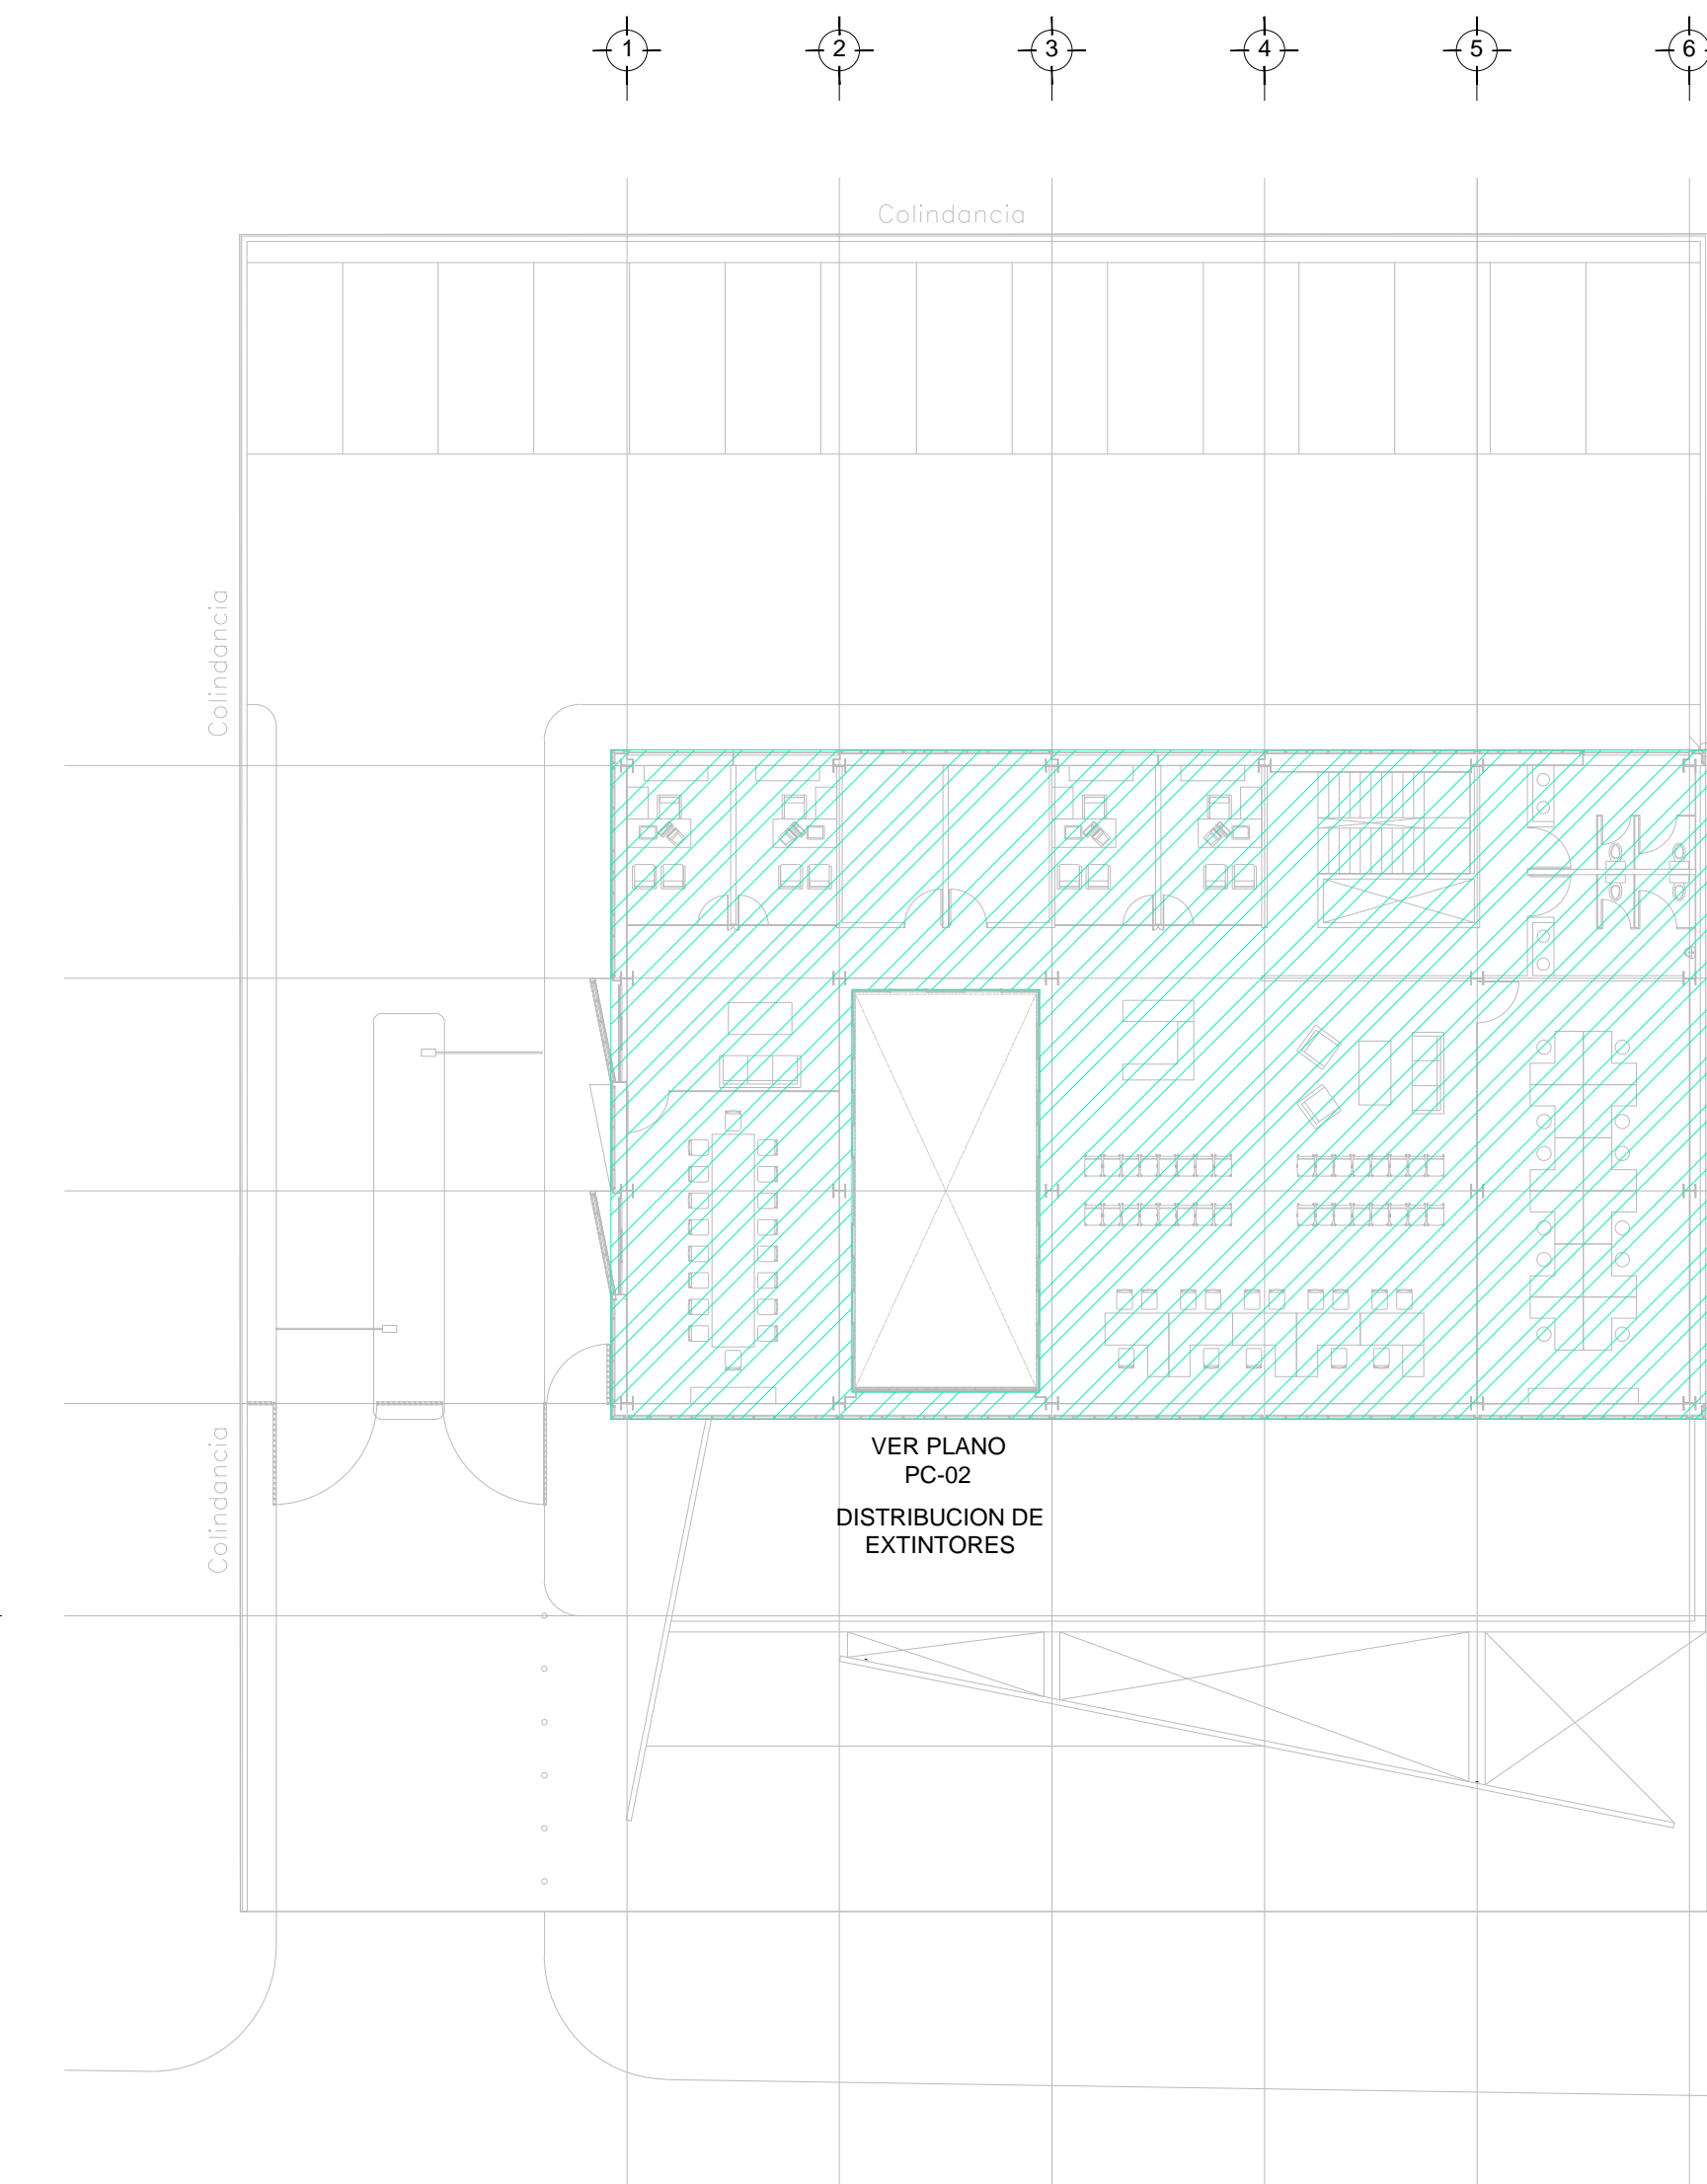 1 2 3 4 5 6
Colindancia
Colindancia
Colindancia
VER PLANO
PC-02
DISTRIBUCION DE
EXTINTORES